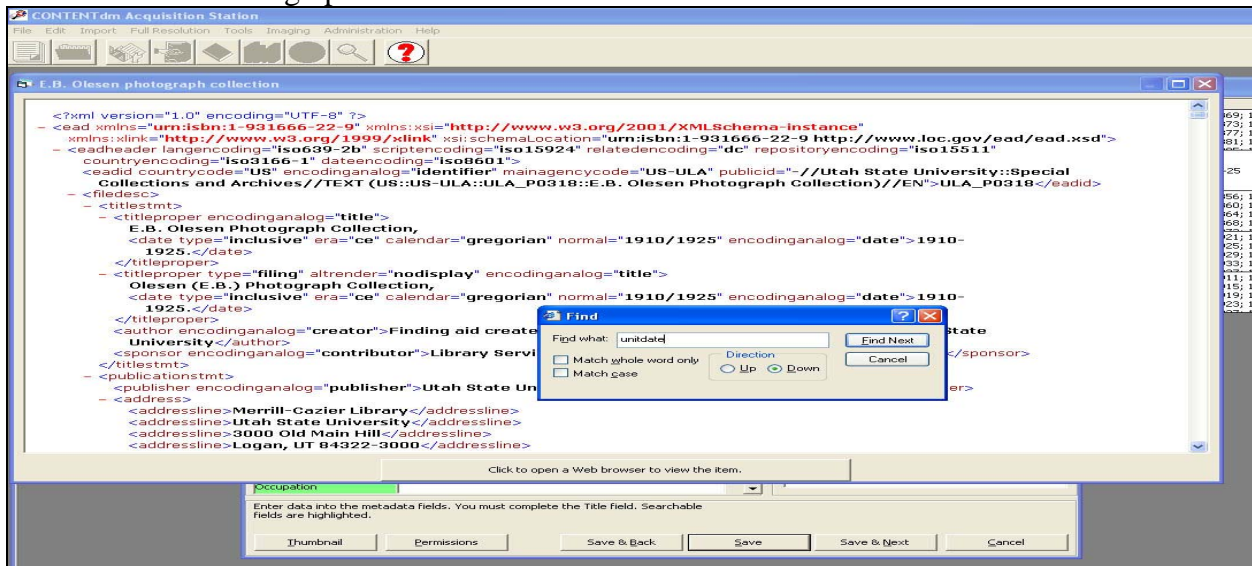 CONTENTdm Acquisition Station
File Edit Import Full Resolution Tools Imaging Administration Help
E.B. Olesen photograph collection
<?xml version="1.0" encoding="UTF-8" ?>
- <ead xmlns="urn:isbn:1-931666-22-9" xmlns:xsi="http://www.w3.org/2001/XMLSchema-instance"
xmlns:xlink="http://www.w3.org/1999/xlink" xsi:schemaLocation="urn:isbn:1-931666-22-9 http://www.loc.gov/ead/ead.xsd">
- <eadheader langencoding="iso639-2b" scriptencoding="iso15924" relatedencoding="dc" repositoryencoding="iso15511"
countryencoding="iso3166-1" dateencoding="iso8601">
<eadid countrycode="US" encodinganalog="identifier" mainagencycode="US-ULA" publicid="-//Utah State University::Special
Collections and Archives//TEXT (US::US-ULA::ULA_P0318::E.B. Olesen Photograph Collection)//EN">ULA_P0318</eadid>
- <filedesc>
- <titlestmt>
- <titleproper encodinganalog="title">
E.B. Olesen Photograph Collection,
<date type="inclusive" era="ce" calendar="gregorian" normal="1910/1925" encodinganalog="date">1910-
1925.</date>
</titleproper>
- <titleproper type="filing" altrender="nodisplay" encodinganalog="title">
Olesen (E.B.) Photograph Collection,
<date type="inclusive" era="ce" calendar="gregorian" normal="1910/1925" encodinganalog="date">1910-
1925.</date>
</titleproper>
<author encodinganalog="creator">Finding aid create tate
University</author>
<sponsor encodinganalog="contributor">Library Servi </sponsor>
</titlestmt>
- <publicationstmt>
<publisher encodinganalog="publisher">Utah State Un er>
- <address>
<addressline>Merrill-Cazier Library</addressline>
<addressline>Utah State University</addressline>
<addressline>3000 Old Main Hill</addressline>
<addressline>Logan, UT 84322-3000</addressline>
Find
Find what: unitdate
Find Next
Match whole word only
Direction
Cancel
Match case
Up Down
Click to open a Web browser to view the item.
Occupation
Enter data into the metadata fields. You must complete the Title field. Searchable
fields are highlighted.
Thumbnail Permissions Save & Back Save Save & Next Cancel